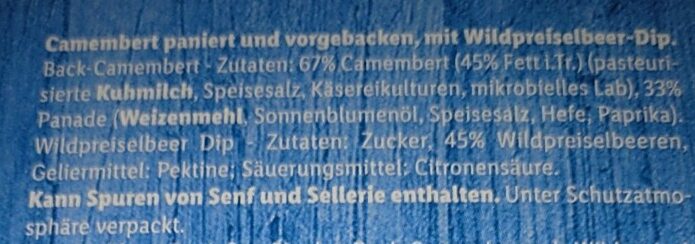 Camembert paniert und vorgebacken, mit Wildpreiselbeer-Dip.
Back-Camembert - Zutaten: 67% Camembert (45% Fett i.Tr.) (pasteuri-
sierte Kuhmilch, Speisesalz, Käsereikulturen, mikrobielles Lab), 33%
Panade (Weizenmehl, Sonnenblumenöl, Speisesalz, Hefe, Paprika).
Wildpreiselbeer Dip - Zutaten: Zucker, 45% Wildpreiselbeeren,
Geliermittel: Pektine; Säuerungsmittel: Citronensäure.
Kann Spuren von Senf und Sellerie enthalten. Unter Schutzatmo-
sphäre verpackt.